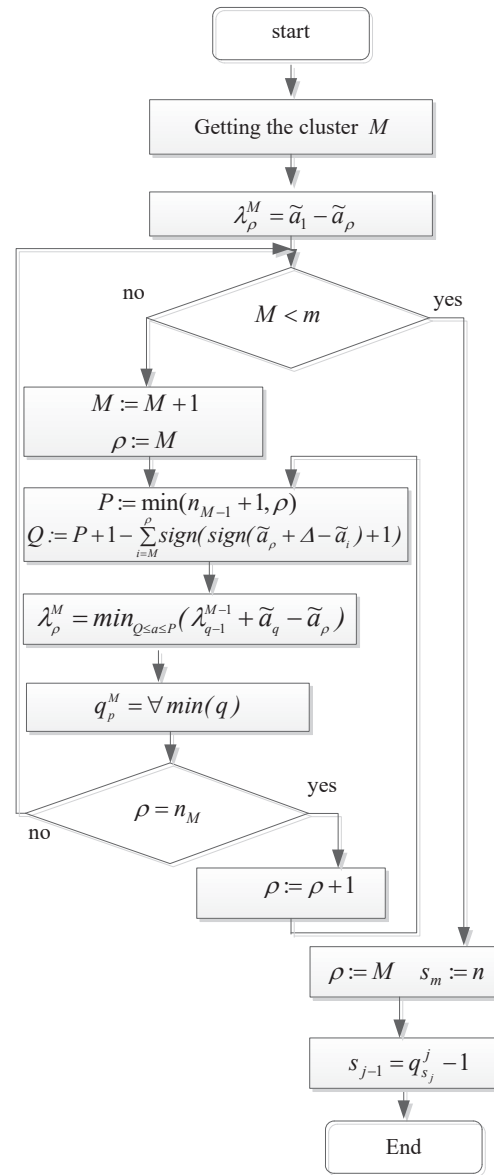 start
Getting the cluster M
λ_ρ^M = ã_1 − ã_ρ
no
yes
M < m
M := M + 1
ρ := M
P := min(n_{M−1} + 1, ρ)
Q := P + 1 − ∑_{i=M}^{ρ} sign(sign(ã_ρ + Δ − ã_i) + 1)
λ_ρ^M = min_{Q≤a≤P}(λ_{q−1}^{M−1} + ã_q − ã_ρ)
q_p^M = ∀ min(q)
yes
ρ = n_M
no
ρ := ρ + 1
ρ := M s_m := n
s_{j−1} = q_{s_j}^j − 1
End